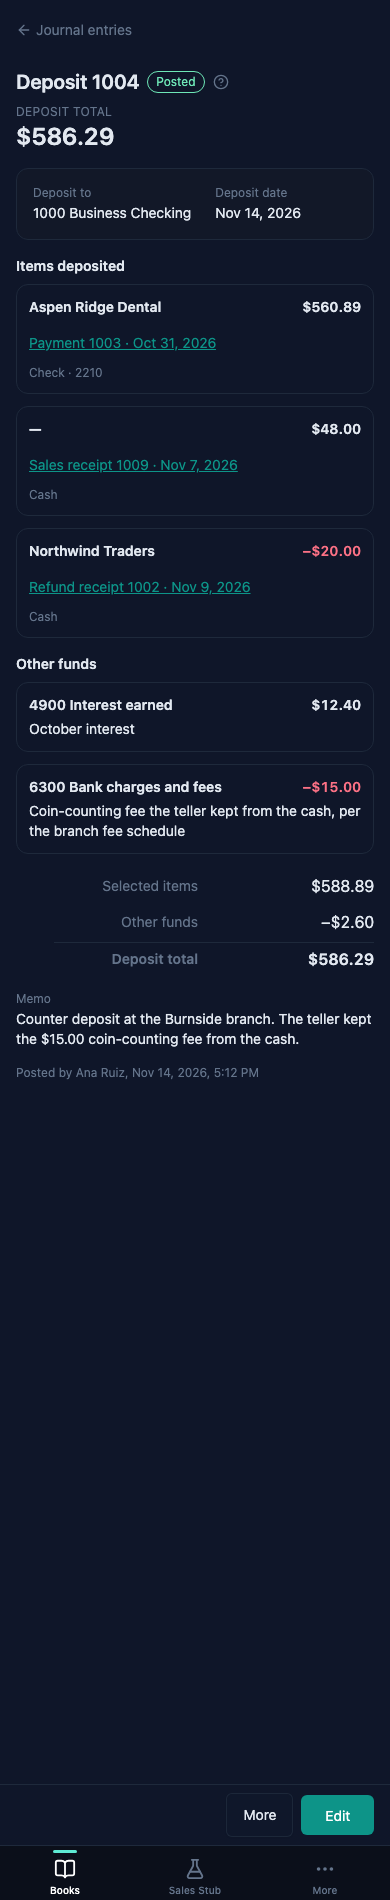 Journal entries
Deposit 1004 Posted
DEPOSIT TOTAL
$586.29
Deposit to Deposit date
1000 Business Checking Nov 14, 2026
Items deposited
Aspen Ridge Dental $560.89
Payment 1003 · Oct 31, 2026
Check · 2210
— $48.00
Sales receipt 1009 · Nov 7, 2026
Cash
Northwind Traders −$20.00
Refund receipt 1002 · Nov 9, 2026
Cash
Other funds
4900 Interest earned $12.40
October interest
6300 Bank charges and fees −$15.00
Coin-counting fee the teller kept from the cash, per
the branch fee schedule
Selected items $588.89
Other funds −$2.60
Deposit total $586.29
Memo
Counter deposit at the Burnside branch. The teller kept
the $15.00 coin-counting fee from the cash.
Posted by Ana Ruiz, Nov 14, 2026, 5:12 PM
More Edit
Books Sales Stub More